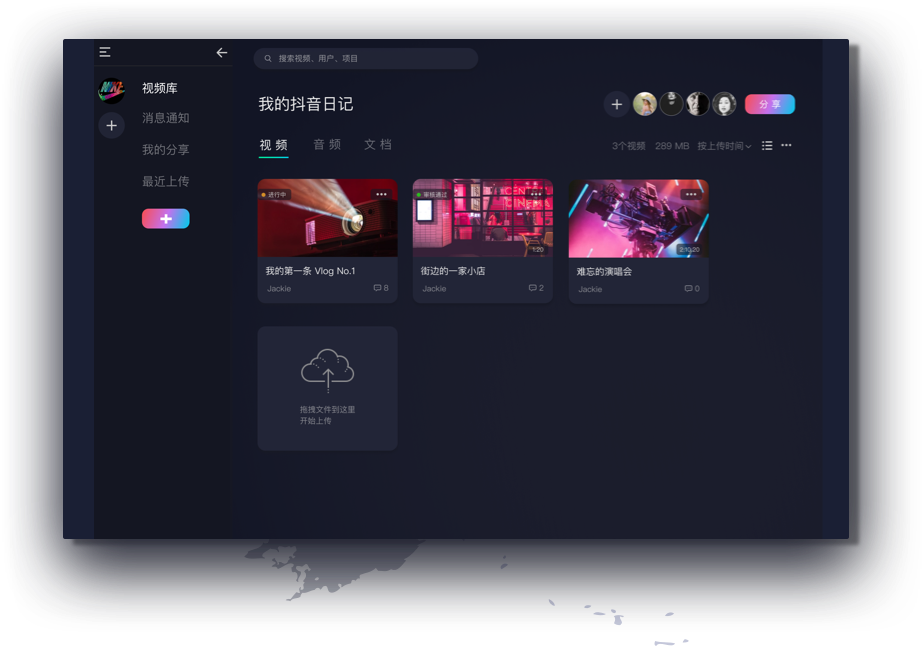 搜索视频、用户、项目
视频库
消息通知
我的分享
最近上传
我的抖音日记
分享
视频 音频 文档
3个视频 289 MB 按上传时间
进行中
审核通过
1:20
2:10:20
我的第一条 Vlog No.1
街边的一家小店
难忘的演唱会
Jackie 8
Jackie 2
Jackie 0
拖拽文件到这里
开始上传